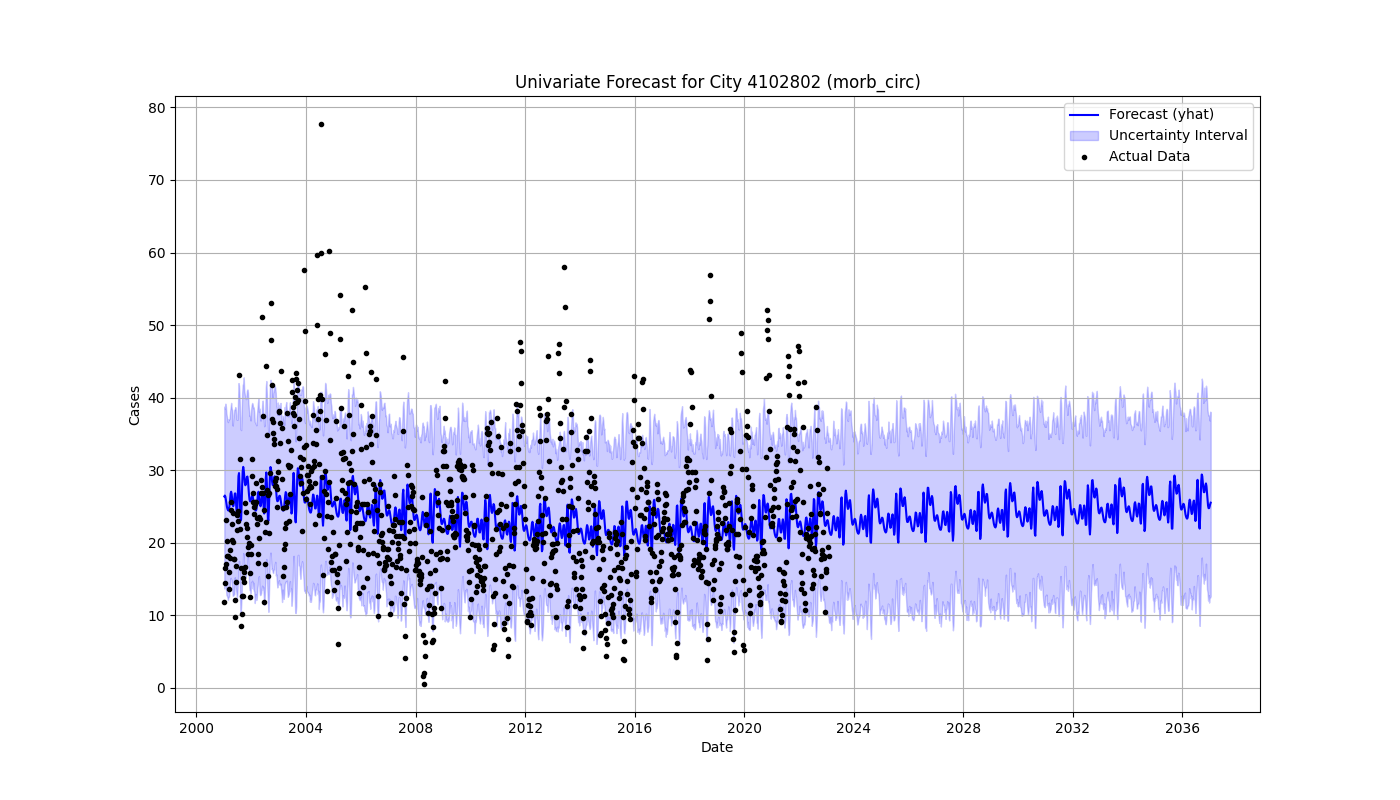 Univariate Forecast for City 4102802 (morb_circ)
Forecast (yhat)
Uncertainty Interval
Actual Data
Cases
80
70
60
50
40
30
20
10
0
2000 2004 2008 2012 2016 2020 2024 2028 2032 2036
Date